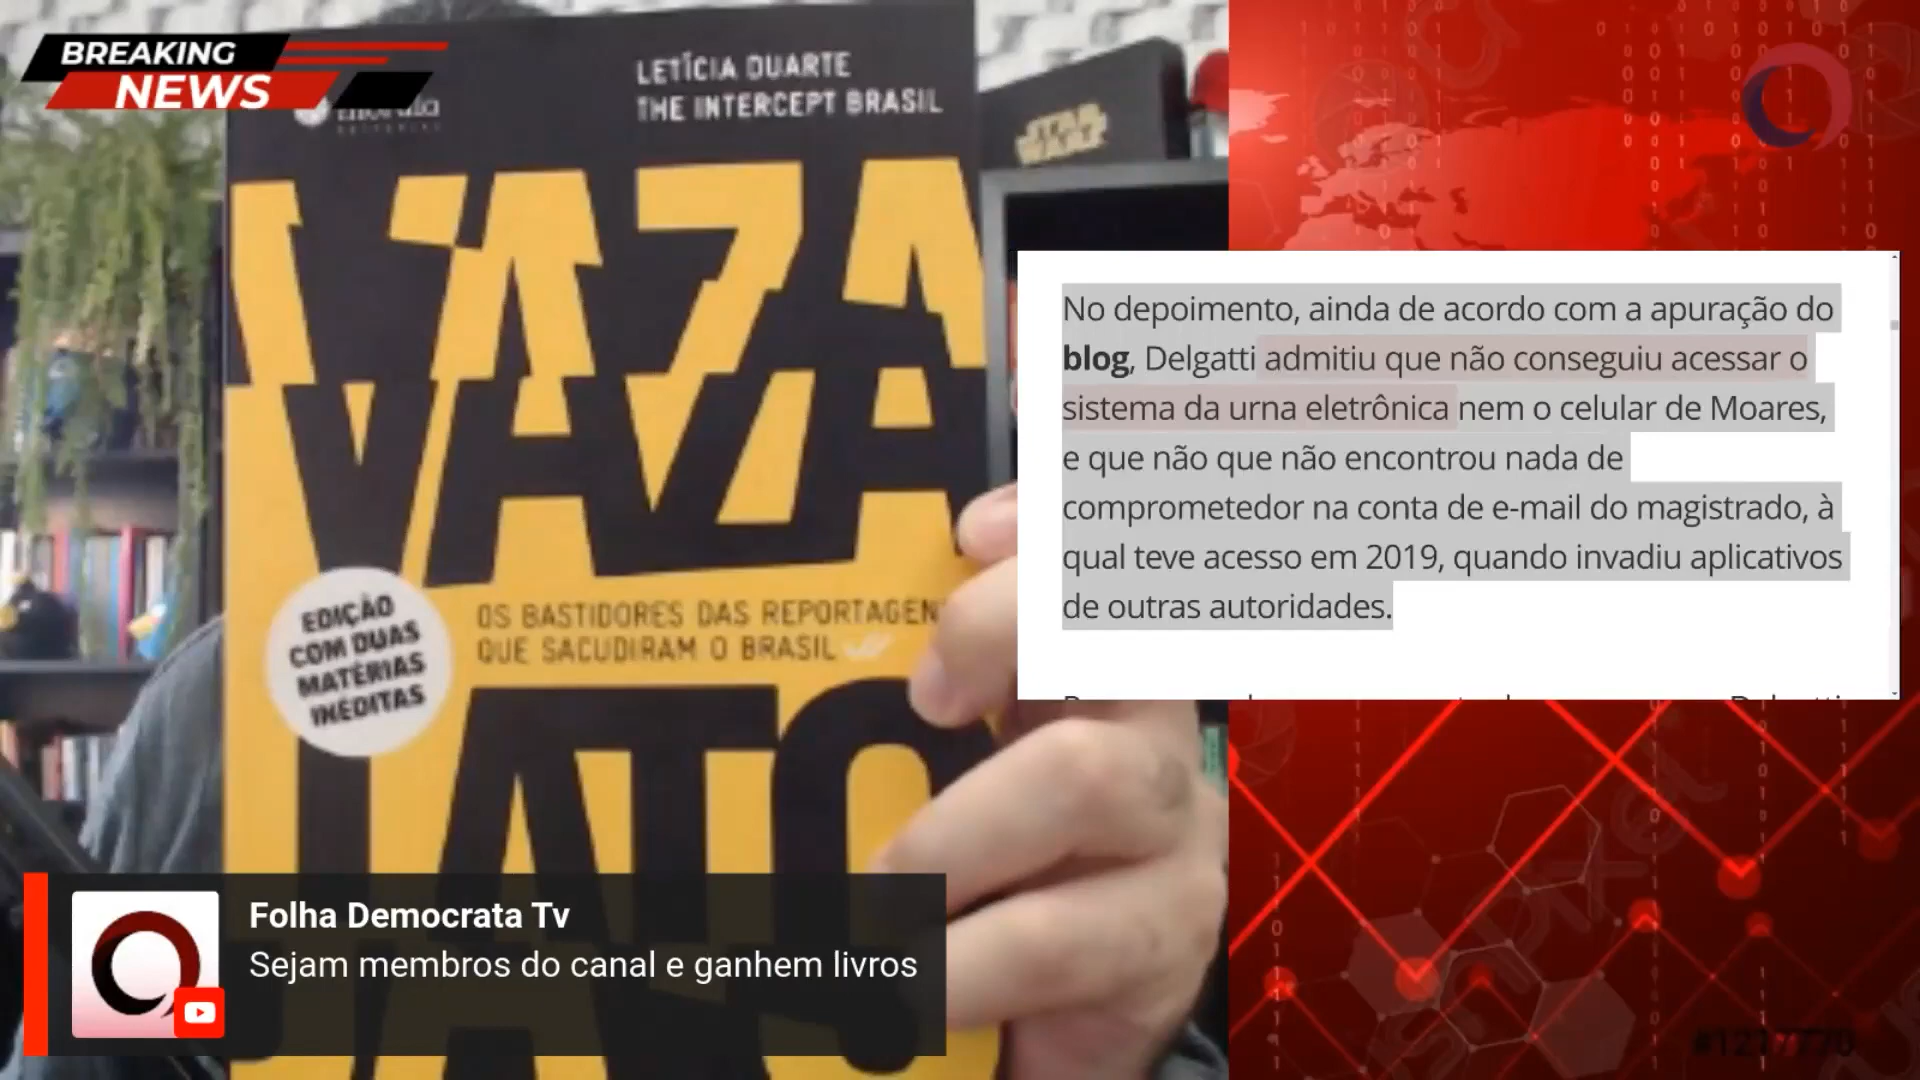 BREAKING
NEWS
LETÍCIA DUARTE
THE INTERCEPT BRASIL
STAR
WARS
VAZA
JATO
EDIÇÃO
COM DUAS
MATÉRIAS
INÉDITAS
OS BASTIDORES DAS REPORTAGEN
QUE SACUDIRAM O BRASIL
No depoimento, ainda de acordo com a apuração do
blog, Delgatti admitiu que não conseguiu acessar o
sistema da urna eletrônica nem o celular de Moares,
e que não que não encontrou nada de
comprometedor na conta de e-mail do magistrado, à
qual teve acesso em 2019, quando invadiu aplicativos
de outras autoridades.
Folha Democrata Tv
Sejam membros do canal e ganhem livros